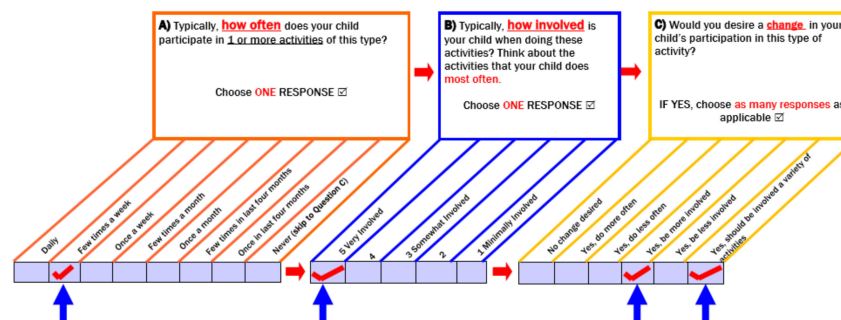 A) Typically, how often does your child
participate in 1 or more activities of this type?
Choose ONE RESPONSE ☑
B) Typically, how involved is
your child when doing these
activities? Think about the
activities that your child does
most often.
Choose ONE RESPONSE ☑
C) Would you desire a change in your
child's participation in this type of
activity?
IF YES, choose as many responses as
applicable ☑
Daily
Few times a week
Once a week
Few times a month
Once a month
Few times in last four months
Once in last four months
Never (skip to Question C)
5 Very Involved
4
3 Somewhat Involved
2
1 Minimally Involved
No change desired
Yes, do more often
Yes, do less often
Yes, be more involved
Yes. be less involved
Yes, should be involved a variety of
activities